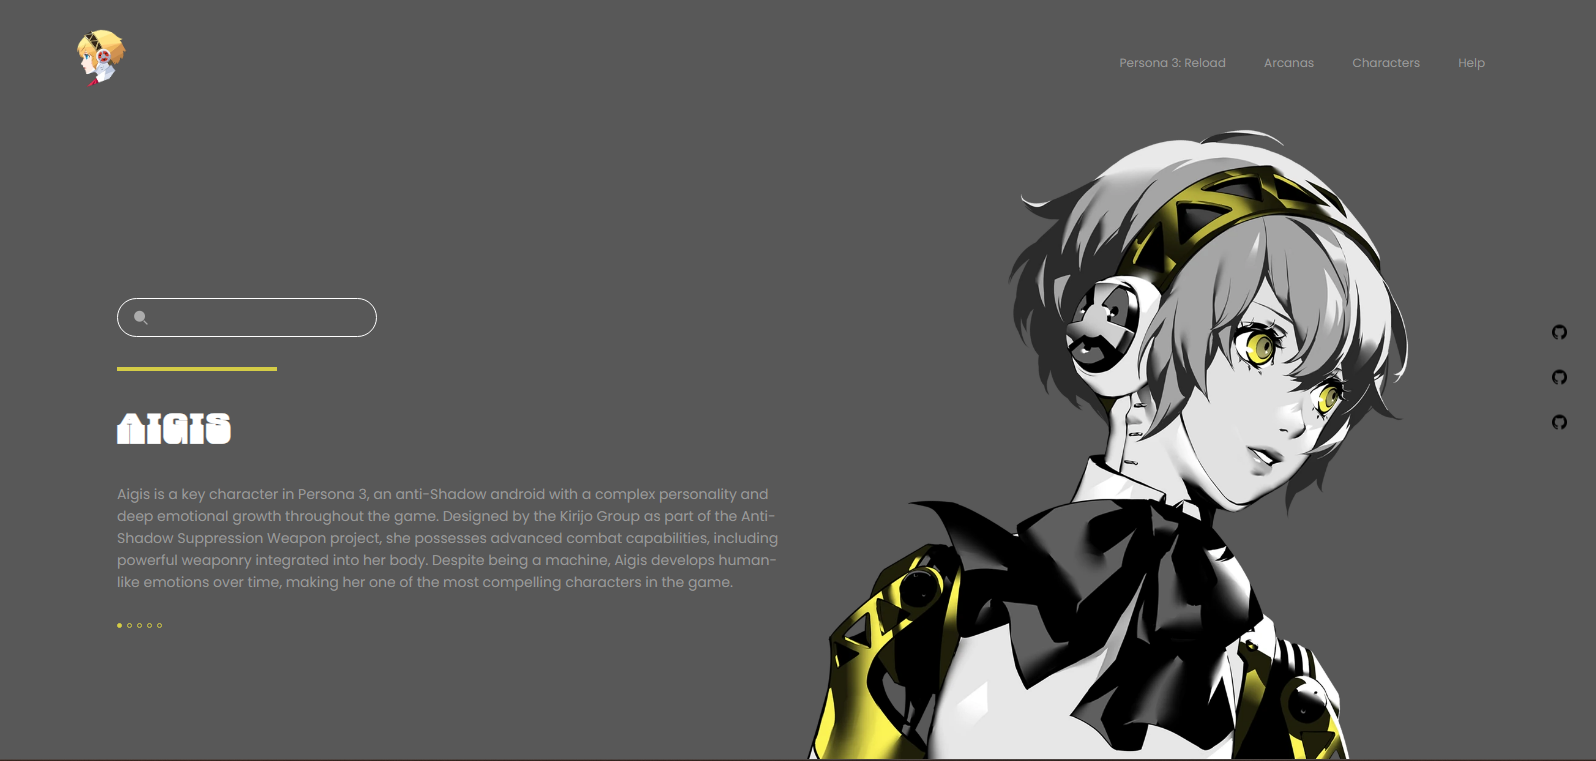 Persona 3: Reload
Arcanas
Characters
Help
AIGIS
Aigis is a key character in Persona 3, an anti-Shadow android with a complex personality and
deep emotional growth throughout the game. Designed by the Kirijo Group as part of the Anti-
Shadow Suppression Weapon project, she possesses advanced combat capabilities, including
powerful weaponry integrated into her body. Despite being a machine, Aigis develops human-
like emotions over time, making her one of the most compelling characters in the game.